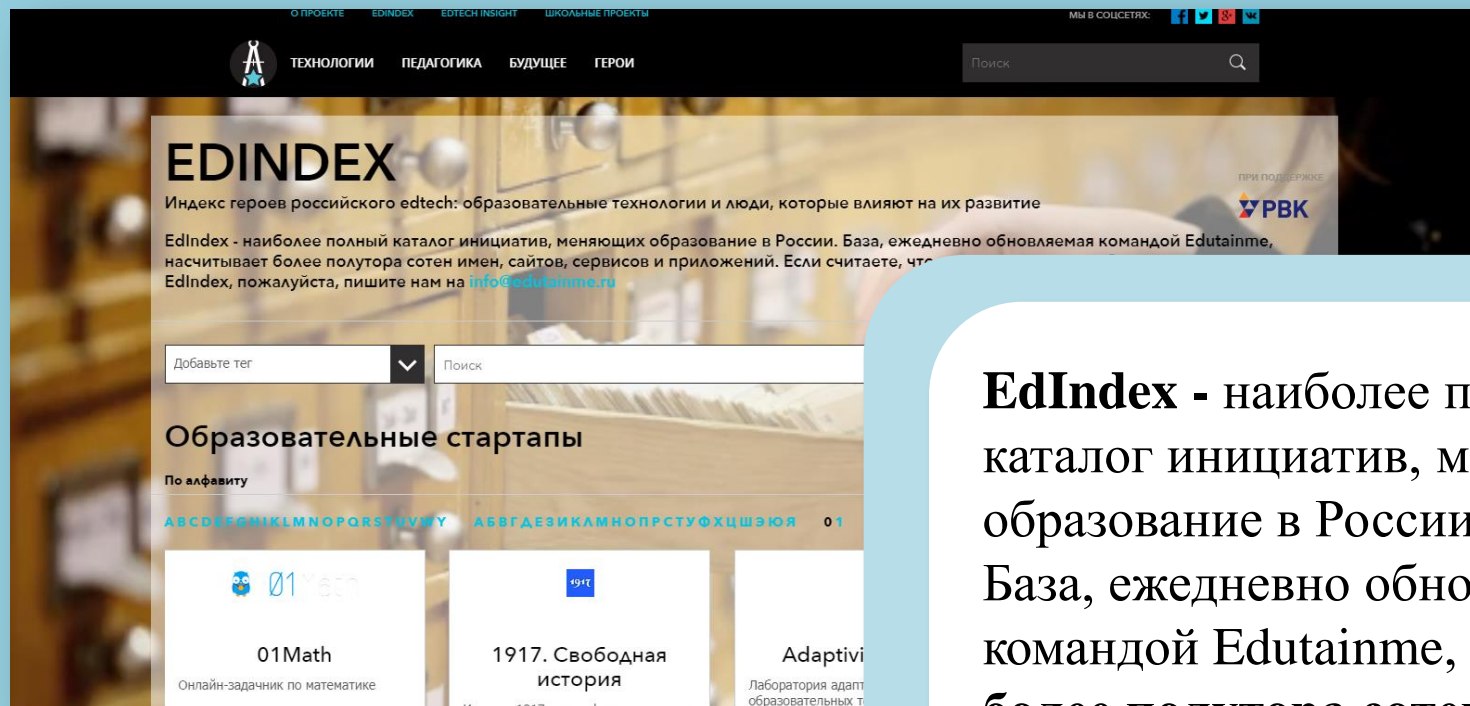 О ПРОЕКТЕ EDINDEX EDTECH INSIGHT ШКОЛЬНЫЕ ПРОЕКТЫ
МЫ В СОЦСЕТЯХ:
ТЕХНОЛОГИИ ПЕДАГОГИКА БУДУЩЕЕ ГЕРОИ
Поиск
EDINDEX
ПРИ ПОДДЕРЖКЕ
Индекс героев российского edtech: образовательные технологии и люди, которые влияют на их развитие
РВК
EdIndex - наиболее полный каталог инициатив, меняющих образование в России. База, ежедневно обновляемая командой Edutainme,
насчитывает более полутора сотен имен, сайтов, сервисов и приложений. Если считаете, что
EdIndex, пожалуйста, пишите нам на info@edutainme.ru
Добавьте тег
Поиск
Образовательные стартапы
По алфавиту
A B C D E F G H I K L M N O P Q R S T U V W Y А Б В Г Д Е З И К Л М Н О П Р С Т У Ф Х Ц Ш Э Ю Я 0 1
01Math
1917
01Math
Онлайн-задачник по математике
1917. Свободная
история
Adaptivi
Лаборатория адапт
образовательных т
EdIndex - наиболее п
каталог инициатив, м
образование в России
База, ежедневно обно
командой Edutainme,
более полутора сотен